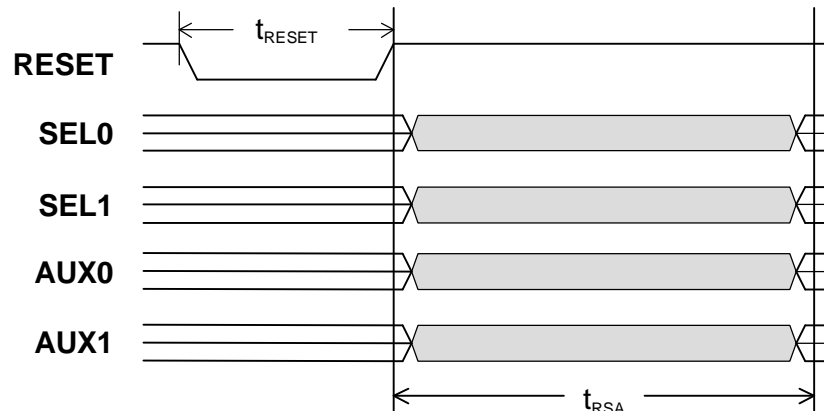 tRESET
RESET
SEL0
SEL1
AUX0
AUX1
tRSA